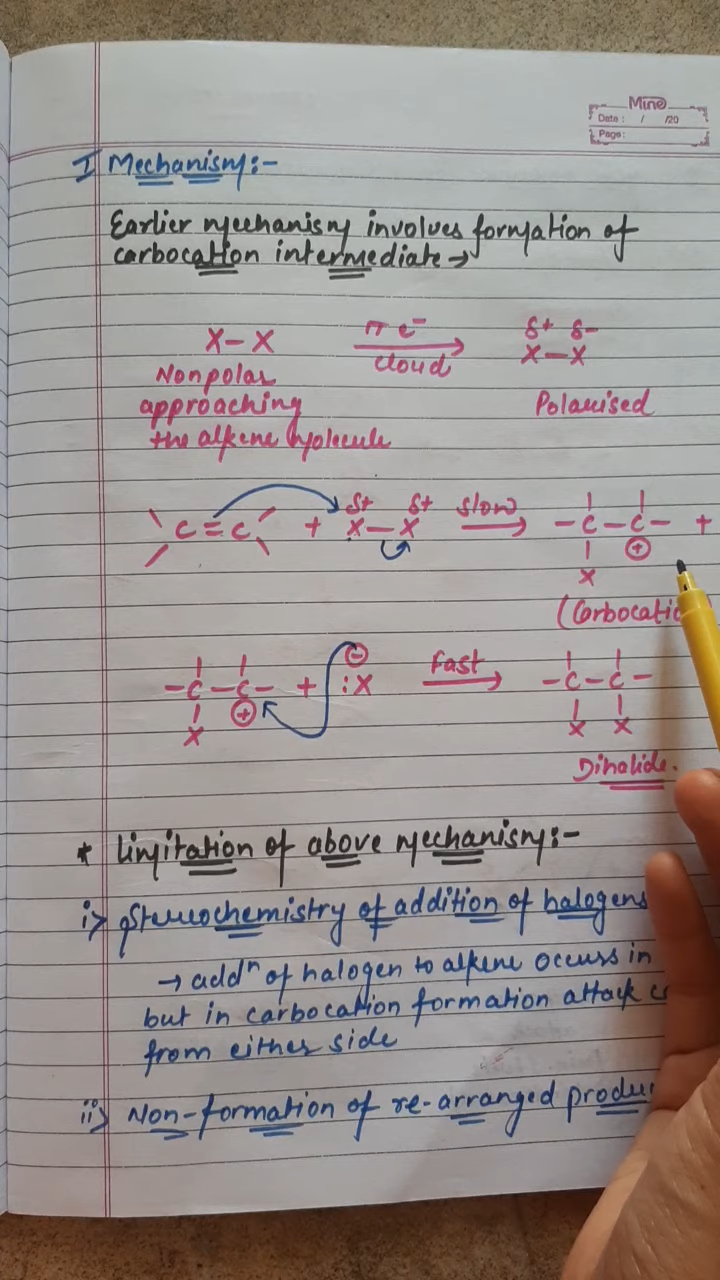 Mine
Date : / /20
Page:
I Mechanism:-
Earlier mechanism involves formation of
carbocation intermediate →
X-X π e⁻ cloud → δ+ δ- X-X
Nonpolar
approaching
the alkene molecule
Polarised
C=C + δ+ δ+ X-X slow → -C-C- +
X ⊕
(Carbocatio
-C-C- + ⊖ :X Fast → -C-C-
X ⊕ X X
Dihalide.
* Limitation of above mechanism:-
i> Stereochemistry of addition of halogens
→ addⁿ of halogen to alkene occurs in
but in carbocation formation attack
from either side
ii> Non-formation of re-arranged produ